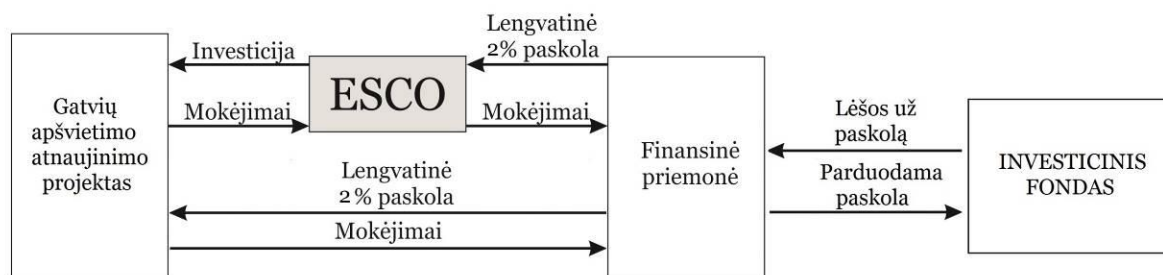 Gatvių
apšvietimo
atnaujinimo
projektas
Investicija
Mokėjimai
ESCO
Lengvatinė
2% paskola
Mokėjimai
Lengvatinė
2% paskola
Mokėjimai
Finansinė
priemonė
Lėšos už
paskolą
Parduodama
paskola
INVESTICINIS
FONDAS